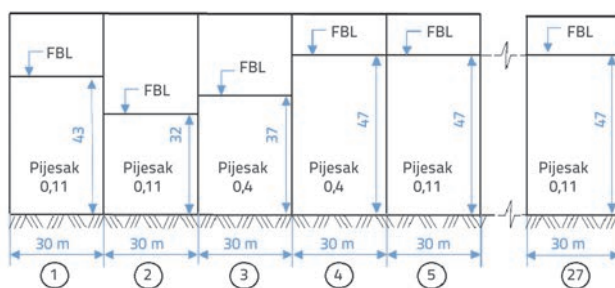 FBL FBL FBL FBL FBL FBL
43 32 37 47 47 47
Pijesak Pijesak Pijesak Pijesak Pijesak Pijesak
0,11 0,11 0,4 0,4 0,11 0,11
30 m 30 m 30 m 30 m 30 m 30 m
1 2 3 4 5 27